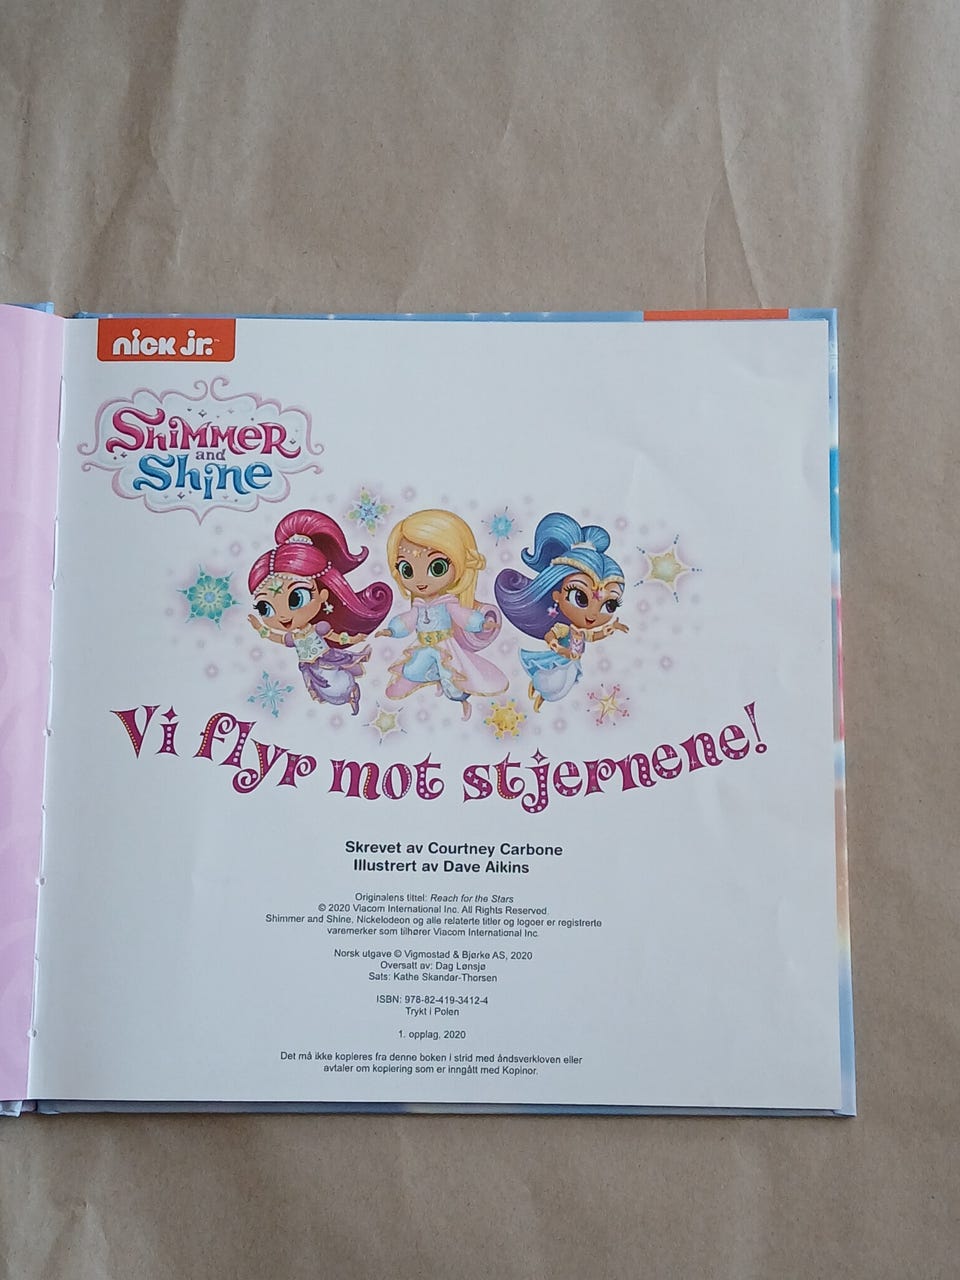 nick jr.™
Shimmer
and
Shine
Vi flyr mot stjernene!
Skrevet av Courtney Carbone
Illustrert av Dave Aikins
Originalens tittel: Reach for the Stars
© 2020 Viacom International Inc. All Rights Reserved.
Shimmer and Shine, Nickelodeon og alle relaterte titler og logoer er registrerte
varemerker som tilhører Viacom International Inc.
Norsk utgave © Vigmostad & Bjørke AS, 2020
Oversatt av: Dag Lønsjø
Sats: Kathe Skandar-Thorsen
ISBN: 978-82-419-3412-4
Trykt i Polen
1. opplag, 2020
Det må ikke kopieres fra denne boken i strid med åndsverkloven eller
avtaler om kopiering som er inngått med Kopinor.